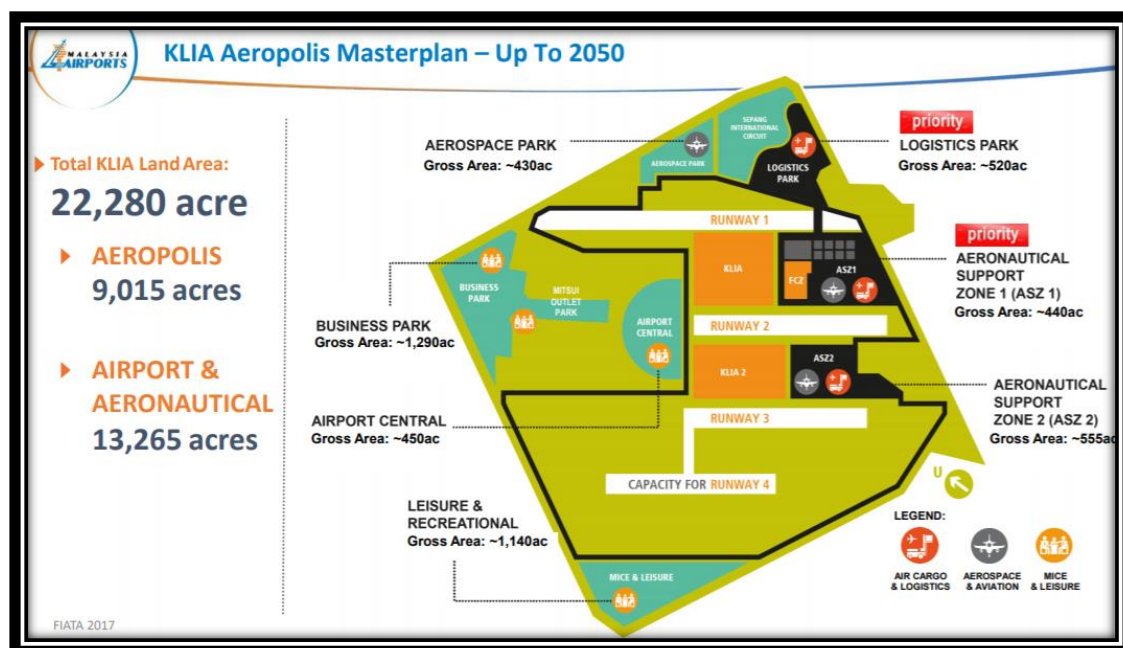 MALAYSIA
AIRPORTS
KLIA Aeropolis Masterplan – Up To 2050
Total KLIA Land Area:
22,280 acre
AEROPOLIS
9,015 acres
AIRPORT &
AERONAUTICAL
13,265 acres
AEROSPACE PARK
Gross Area: ~430ac
priority
LOGISTICS PARK
Gross Area: ~520ac
priority
AERONAUTICAL
SUPPORT
ZONE 1 (ASZ 1)
Gross Area: ~440ac
BUSINESS PARK
Gross Area: ~1,290ac
AIRPORT CENTRAL
Gross Area: ~450ac
AERONAUTICAL
SUPPORT
ZONE 2 (ASZ 2)
Gross Area: ~555ac
LEISURE &
RECREATIONAL
Gross Area: ~1,140ac
SEPANG
INTERNATIONAL
CIRCUIT
AEROSPACE PARK
LOGISTICS
PARK
RUNWAY 1
KLIA
FCZ
ASZ1
BUSINESS
PARK
MITSUI
OUTLET
PARK
AIRPORT
CENTRAL
RUNWAY 2
KLIA 2
ASZ2
RUNWAY 3
CAPACITY FOR RUNWAY 4
MICE & LEISURE
U
LEGEND:
AIR CARGO
& LOGISTICS
AEROSPACE
& AVIATION
MICE
& LEISURE
FIATA 2017